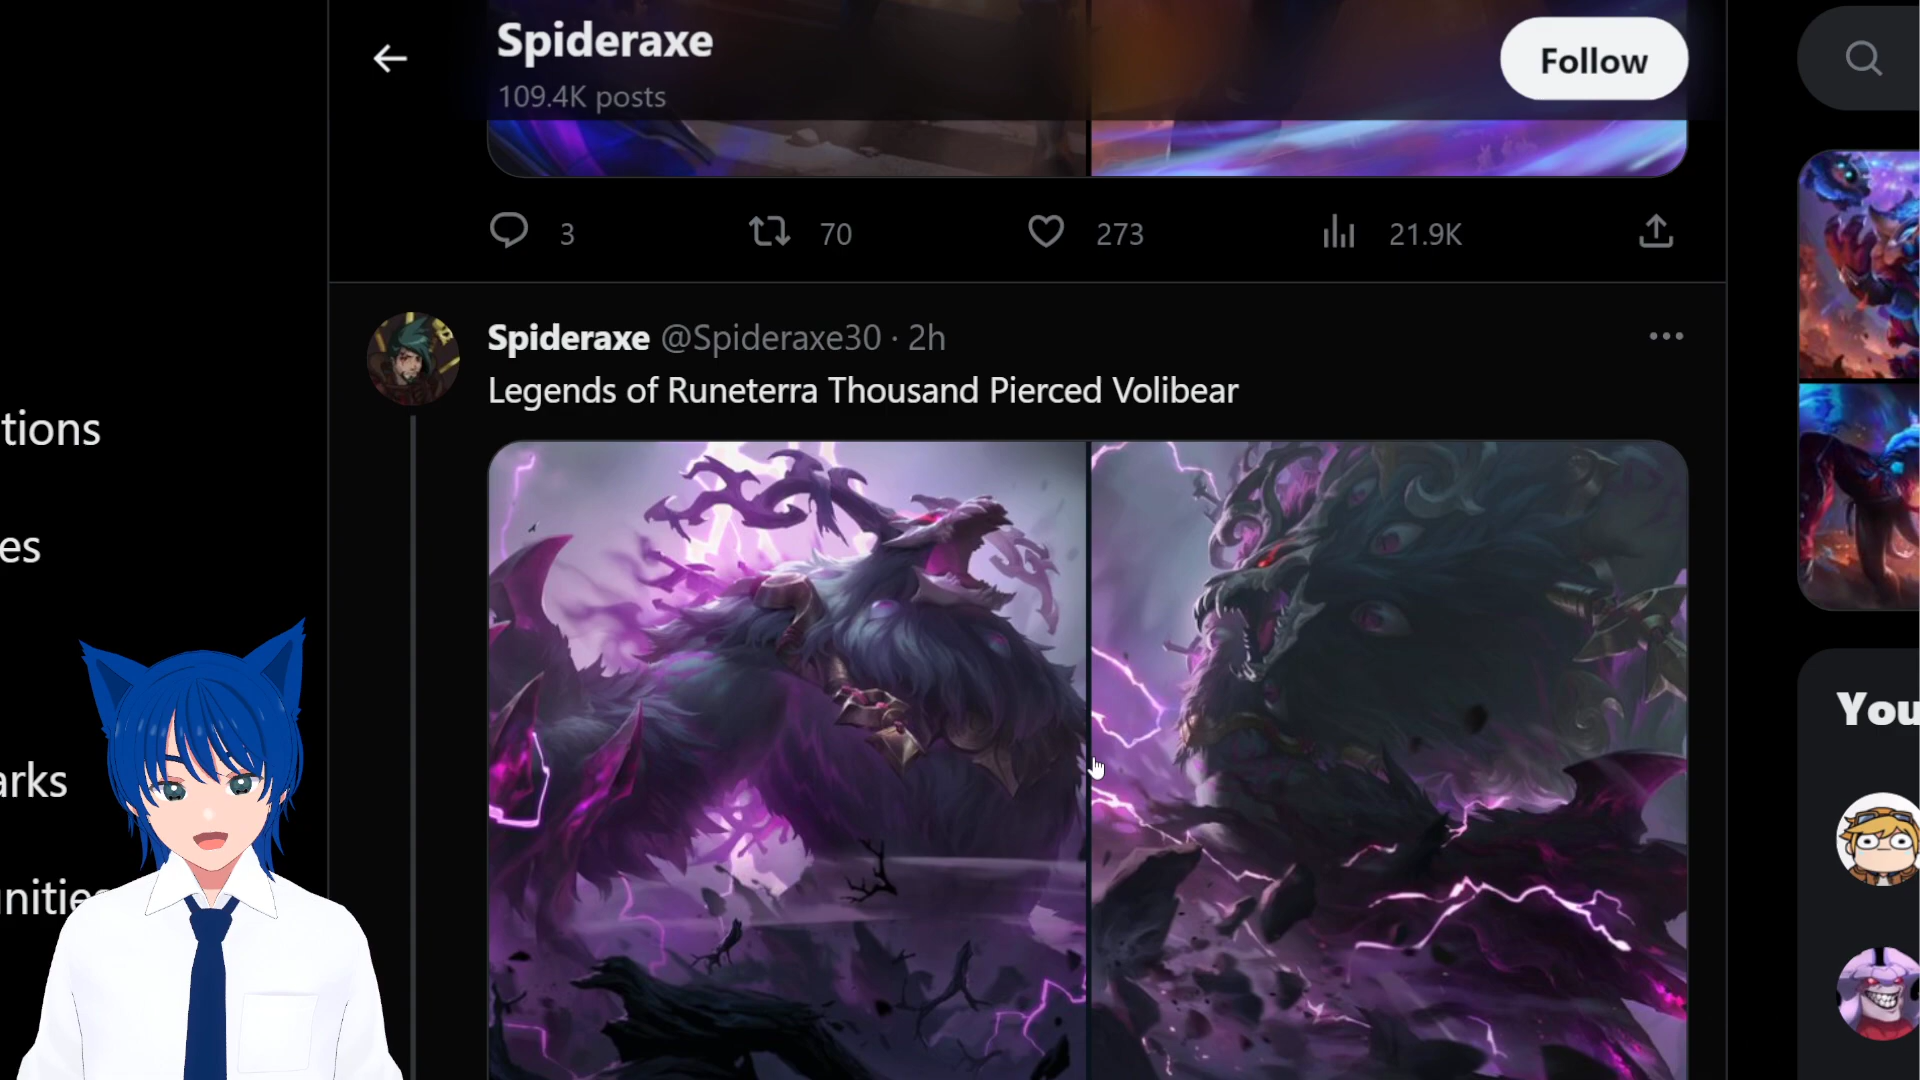 Spideraxe
109.4K posts
Follow
3 70 273 21.9K
Spideraxe @Spideraxe30 · 2h
Legends of Runeterra Thousand Pierced Volibear
tions
es
arks
nitie
You